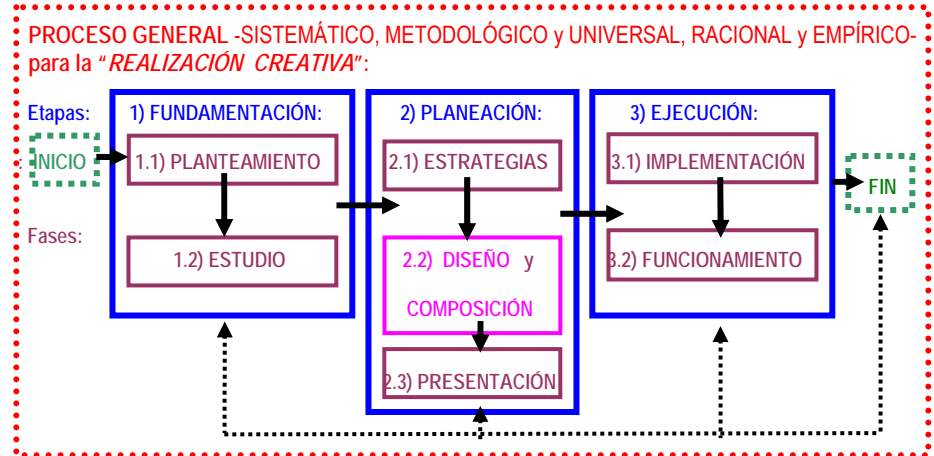 PROCESO GENERAL -SISTEMÁTICO, METODOLÓGICO y UNIVERSAL, RACIONAL y EMPÍRICO-
para la "REALIZACIÓN CREATIVA":
Etapas:
1) FUNDAMENTACIÓN:
2) PLANEACIÓN:
3) EJECUCIÓN:
: INICIO
1.1) PLANTEAMIENTO
2.1) ESTRATEGIAS
3.1) IMPLEMENTACIÓN
FIN
Fases:
1.2) ESTUDIO
2.2) DISEÑO y
COMPOSICIÓN
3.2) FUNCIONAMIENTO
2.3) PRESENTACIÓN